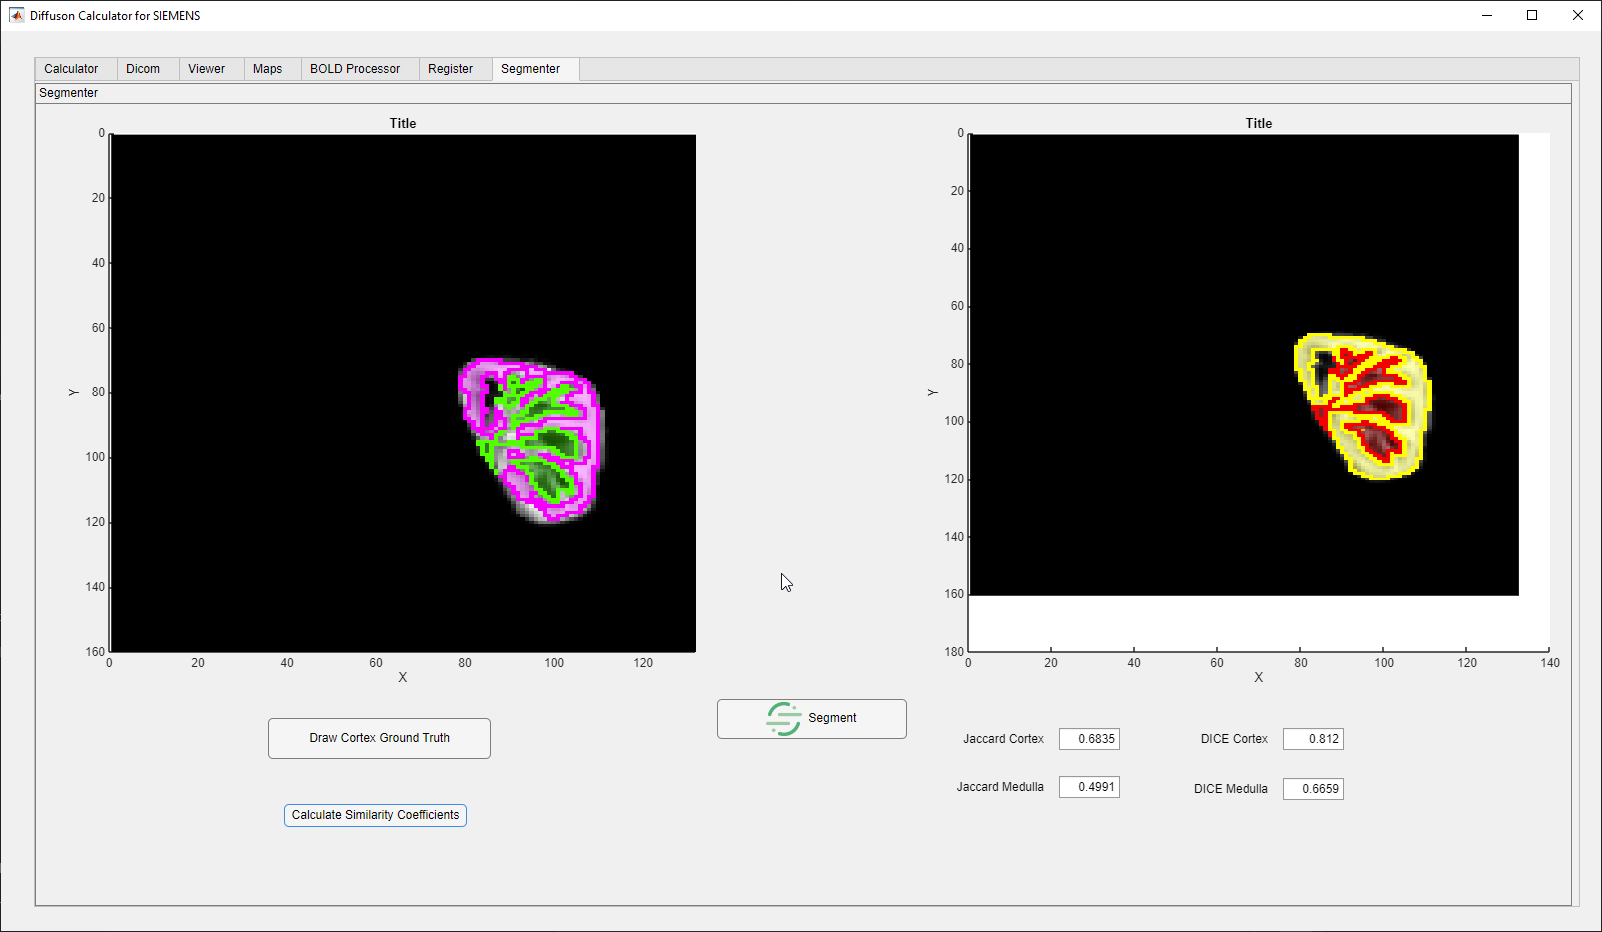 Diffuson Calculator for SIEMENS
Calculator Dicom Viewer Maps BOLD Processor Register Segmenter
Segmenter
Title
0
20
40
60
80
100
120
140
160
Y
0 20 40 60 80 100 120
X
Title
0
20
40
60
80
100
120
140
160
180
Y
0 20 40 60 80 100 120 140
X
Segment
Draw Cortex Ground Truth
Jaccard Cortex 0.6835 DICE Cortex 0.812
Jaccard Medulla 0.4991 DICE Medulla 0.6659
Calculate Similarity Coefficients